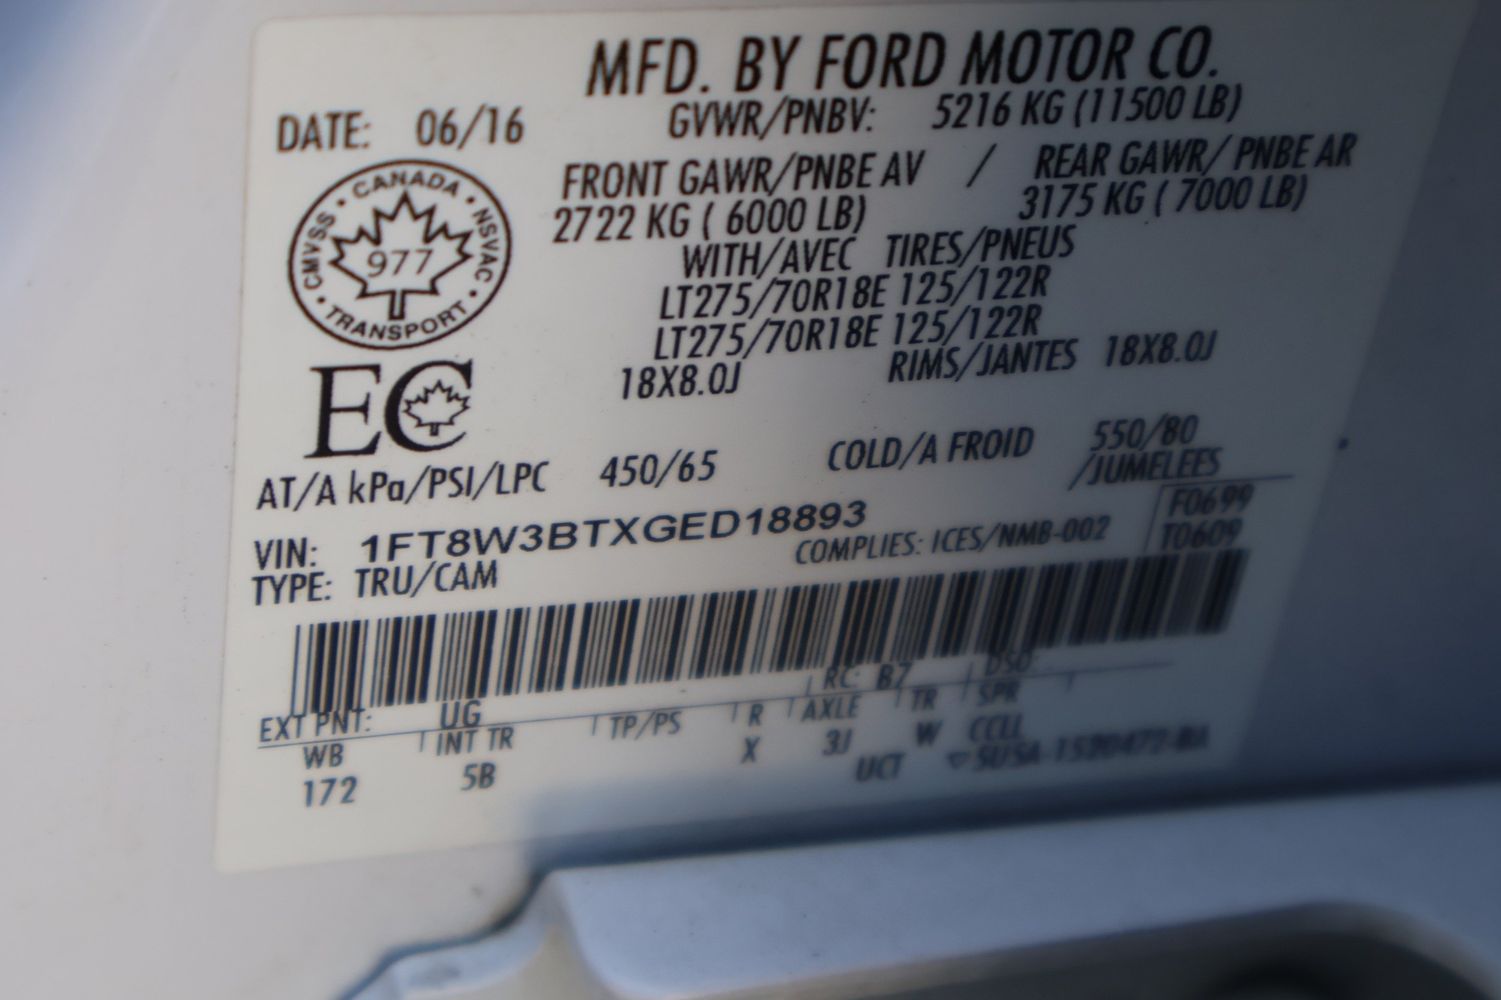 MFD. BY FORD MOTOR CO.
DATE: 06/16
GVWR/PNBV: 5216 KG (11500 LB)
FRONT GAWR/PNBE AV / REAR GAWR/ PNBE AR
2722 KG ( 6000 LB) 3175 KG ( 7000 LB)
WITH/AVEC TIRES/PNEUS
LT275/70R18E 125/122R
LT275/70R18E 125/122R
18X8.0J RIMS/JANTES 18X8.0J
CMVSS • CANADA • NSVAC • TRANSPORT •
977
EC
AT/A kPa/PSI/LPC 450/65 COLD/A FROID 550/80
/JUMELEES
VIN: 1FT8W3BTXGED18893
F0699
TYPE: TRU/CAM COMPLIES: ICES/NMB-002 T0609
RC: B7 DSO:
EXT PNT: UG
WB INT TR TP/PS R AXLE TR SPR
172 5B X 3J W CCLL
UCT ▽5USA-1520472-BA